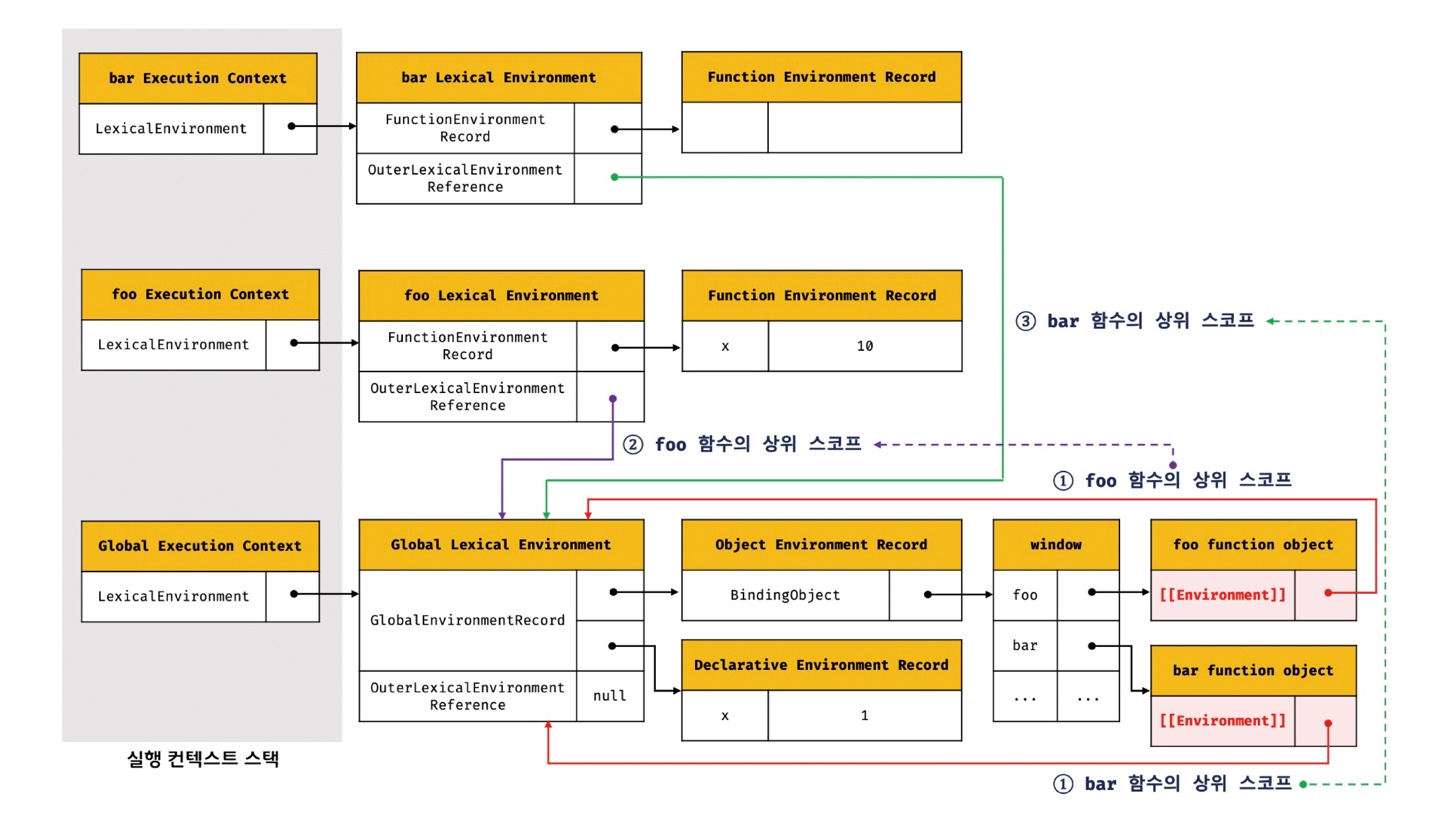 bar Execution Context
LexicalEnvironment
bar Lexical Environment
FunctionEnvironment
Record
OuterLexicalEnvironment
Reference
Function Environment Record
foo Execution Context
LexicalEnvironment
foo Lexical Environment
FunctionEnvironment
Record
OuterLexicalEnvironment
Reference
Function Environment Record
x
10
③ bar 함수의 상위 스코프
② foo 함수의 상위 스코프
① foo 함수의 상위 스코프
Global Execution Context
LexicalEnvironment
Global Lexical Environment
GlobalEnvironmentRecord
OuterLexicalEnvironment
Reference
null
Object Environment Record
BindingObject
Declarative Environment Record
x
1
window
foo
bar
...
...
foo function object
[[Environment]]
bar function object
[[Environment]]
실행 컨텍스트 스택
① bar 함수의 상위 스코프